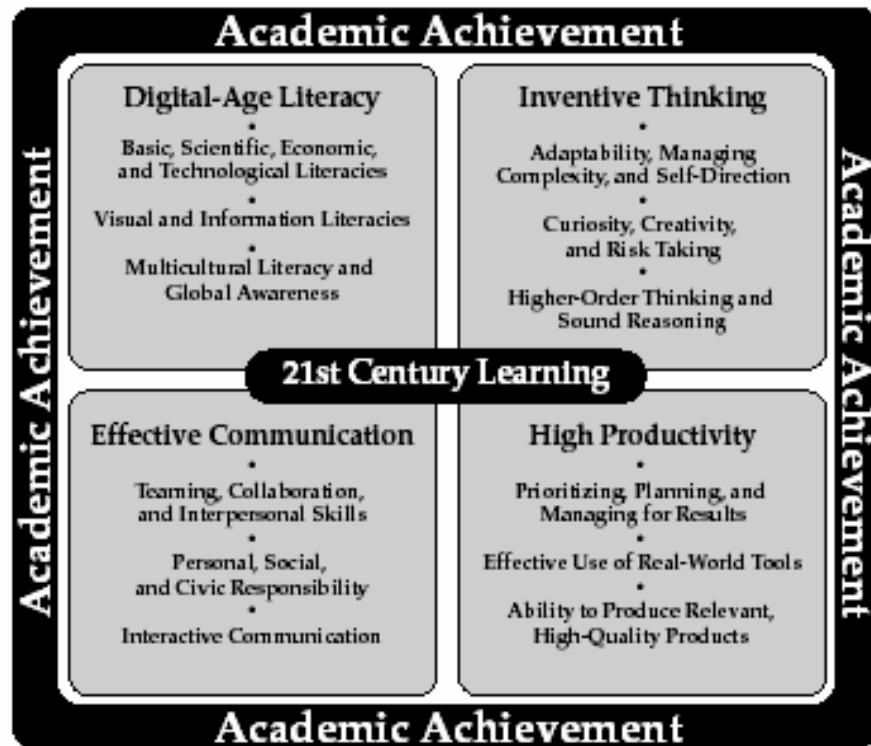 Academic Achievement
Academic Achievement
Digital-Age Literacy
•
Basic, Scientific, Economic,
and Technological Literacies
•
Visual and Information Literacies
•
Multicultural Literacy and
Global Awareness
Inventive Thinking
•
Adaptability, Managing
Complexity, and Self-Direction
•
Curiosity, Creativity,
and Risk Taking
•
Higher-Order Thinking and
Sound Reasoning
Academic Achievement
21st Century Learning
Effective Communication
•
Teaming, Collaboration,
and Interpersonal Skills
•
Personal, Social,
and Civic Responsibility
•
Interactive Communication
High Productivity
•
Prioritizing, Planning, and
Managing for Results
•
Effective Use of Real-World Tools
•
Ability to Produce Relevant,
High-Quality Products
Academic Achievement